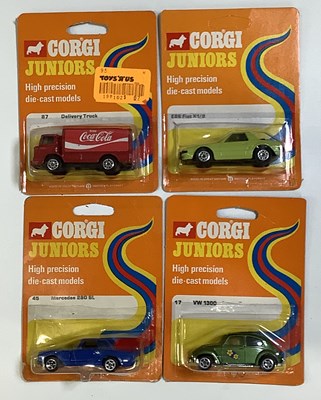 CORGI
JUNIORS
High precision
die-cast models
TOYS"R"US
87 Delivery Truck
Coca-Cola
CORGI
JUNIORS
High precision
die-cast models
CORGI
JUNIORS
High precision
die-cast models
45 Mercedes 280 SL
CORGI
JUNIORS
High precision
die-cast models
17 VW 1300